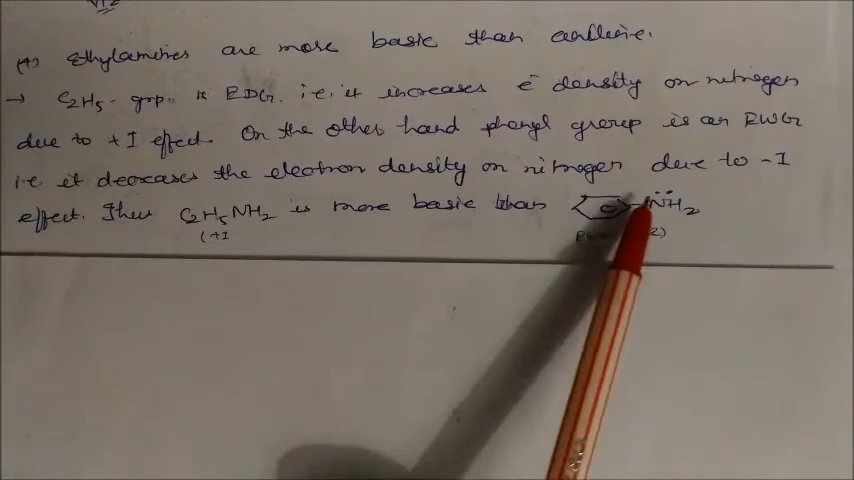 (4) Ethylamines are more basic than aniline.
→ C2H5- grp. is EDG. i.e. it increases e⁻ density on nitrogen
due to +I effect. On the other hand phenyl group is an EWG
i.e it decreases the electron density on nitrogen due to -I
effect. Thus C2H5NH2 is more basic than NH2
(+I